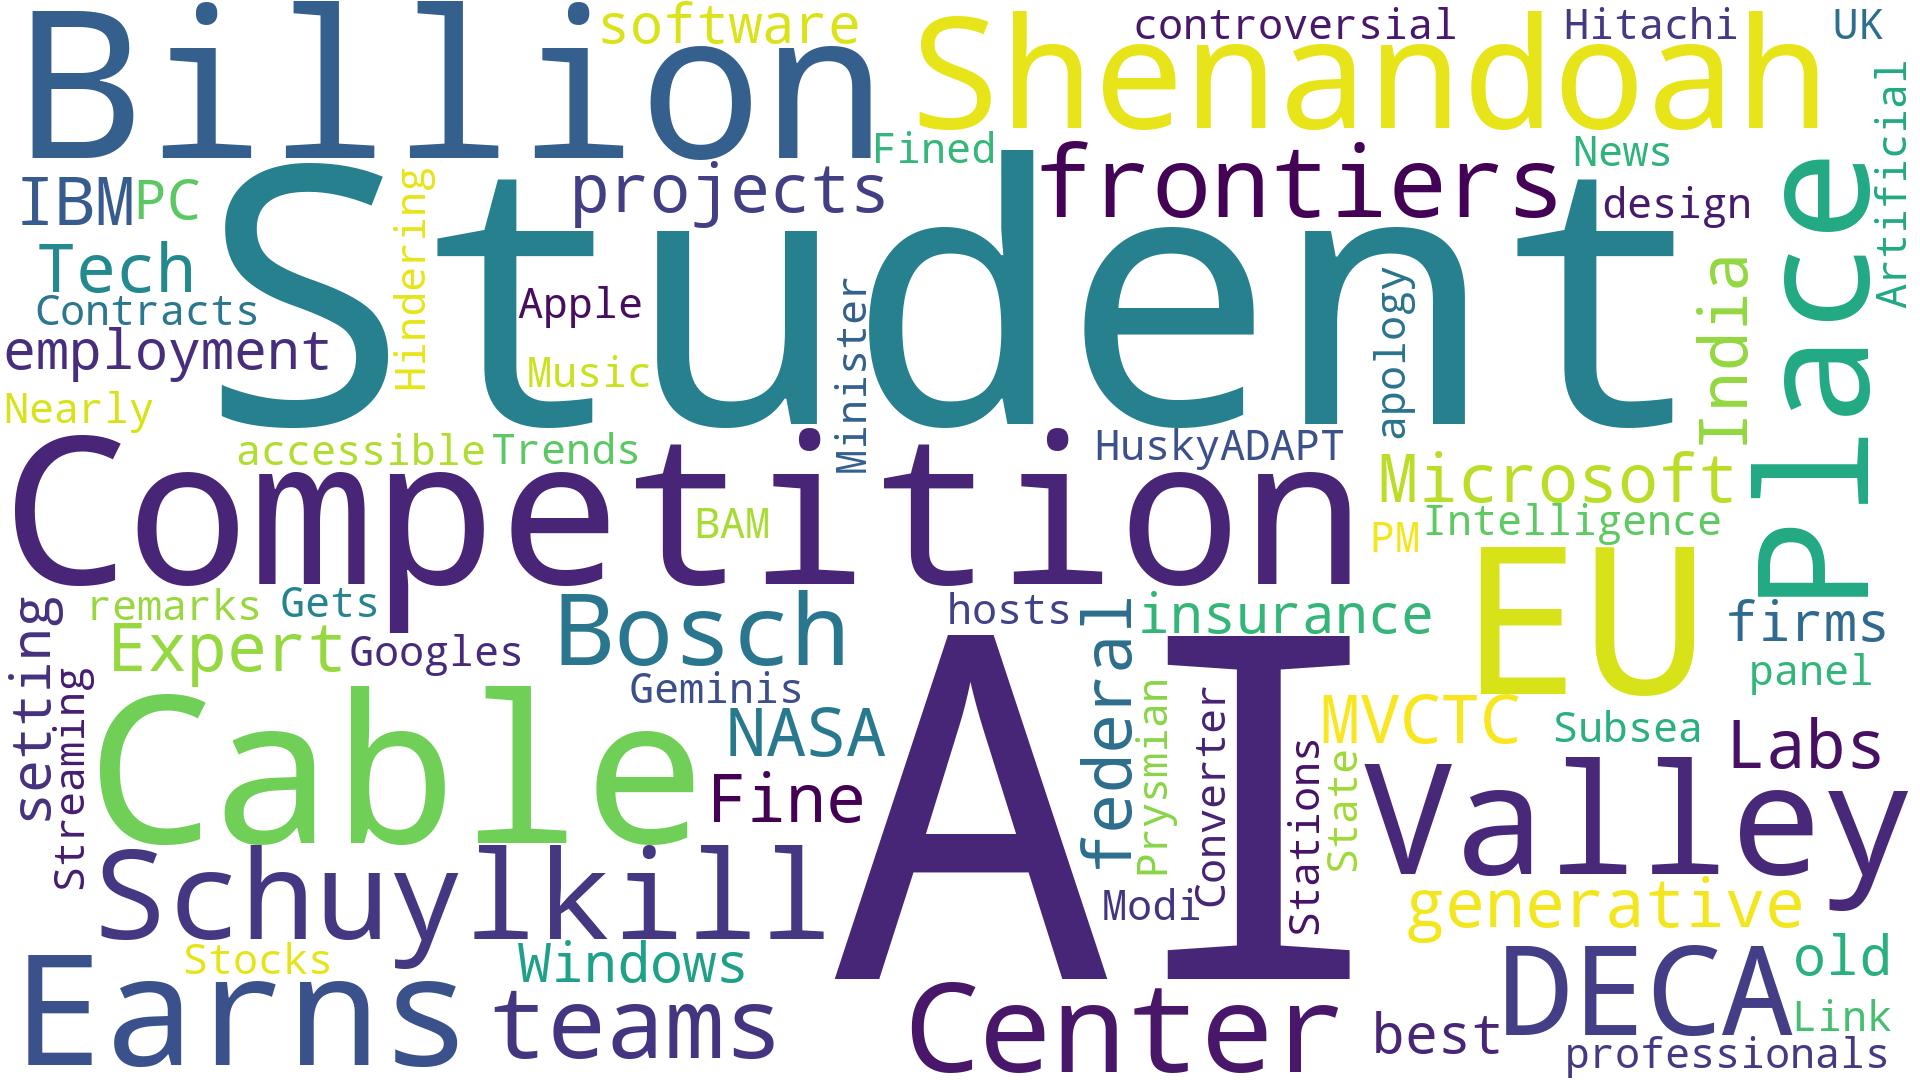 Billion
software
Shenandoah
controversial
Hitachi
UK
Artificial
Fined
frontiers
News
IBM
PC
projects
design
Place
Student
Hindering
Tech
Contracts
Apple
Minister
apology
India
employment
Music
Nearly
accessible
Trends
HuskyADAPT
Competition
Microsoft
BAM
PM
Intelligence
EU
remarks
Gets
Bosch
hosts
federal
insurance
firms
setting
Expert
Googles
panel
Streaming
Geminis
AI
Prysmian
Converter
Cable
NASA
MVCTC
Subsea
Labs
Fine
Stations
State
Valley
Schuylkill
Modi
generative
Stocks
Windows
DECA
old
Earns
teams
Center
best
Link
professionals